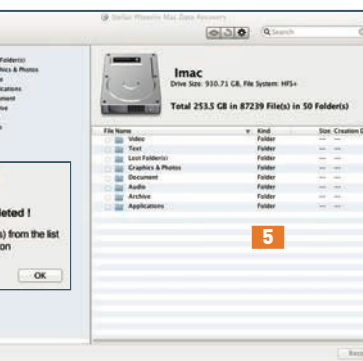 Stellar Phoenix Mac Data Recovery
Search
Folder(s)
Graphics & Photos
Imac
Drive Size: 930.71 GB, File System: HFS+
Total 253.5 GB in 87239 File(s) in 50 Folder(s)
File Name Kind Size Creation D
Video Folder --- ---
Text Folder --- ---
Lost Folder(s) Folder --- ---
Graphics & Photos Folder --- ---
Document Folder --- ---
Audio Folder --- ---
Archive Folder --- ---
Applications Folder --- ---
leted !
s) from the list
on
OK
5